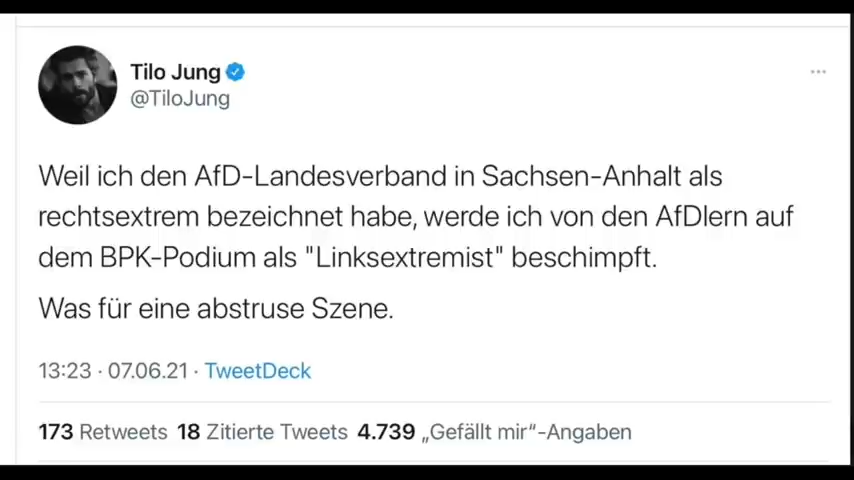 Tilo Jung
@TiloJung
Weil ich den AfD-Landesverband in Sachsen-Anhalt als
rechtsextrem bezeichnet habe, werde ich von den AfDlern auf
dem BPK-Podium als "Linksextremist" beschimpft.
Was für eine abstruse Szene.
13:23 · 07.06.21 · TweetDeck
173 Retweets 18 Zitierte Tweets 4.739 „Gefällt mir“-Angaben